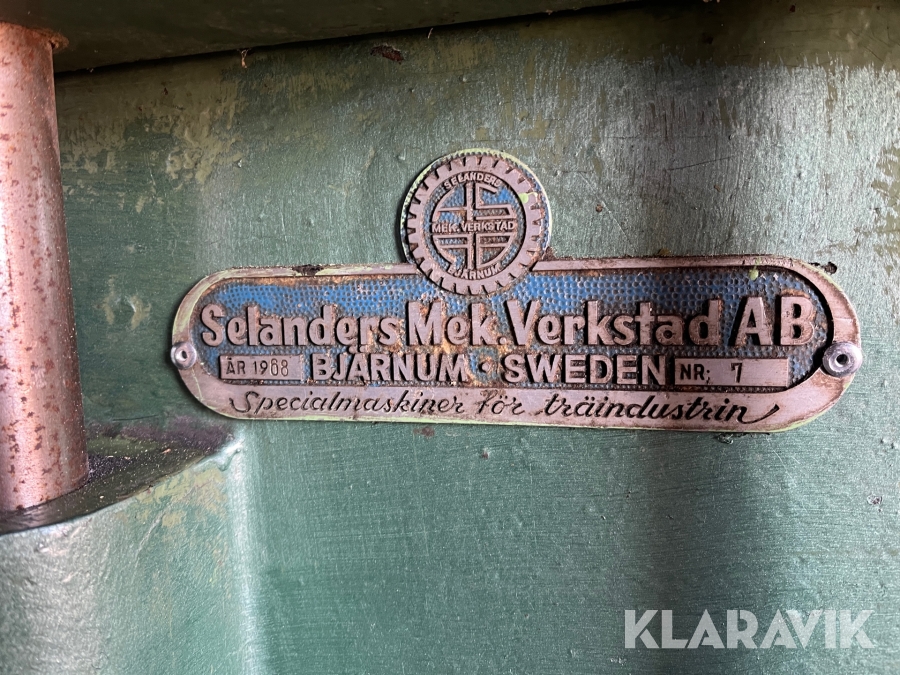 SELANDERS
MEK. VERKSTAD
BJÄRNUM
Selanders Mek. Verkstad AB
ÅR 1968 BJÄRNUM · SWEDEN NR; 7
Specialmaskiner för träindustrin
KLARAVIK